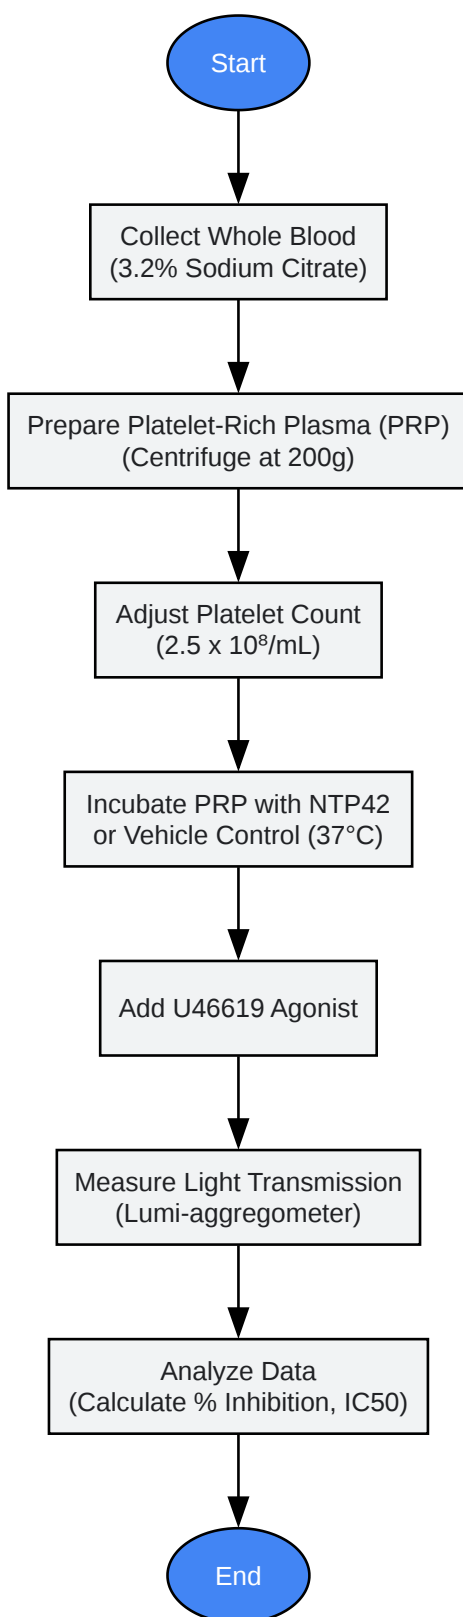 Start
Collect Whole Blood
(3.2% Sodium Citrate)
Prepare Platelet-Rich Plasma (PRP)
(Centrifuge at 200g)
Adjust Platelet Count
(2.5 x 10⁸/mL)
Incubate PRP with NTP42
or Vehicle Control (37°C)
Add U46619 Agonist
Measure Light Transmission
(Lumi-aggregometer)
Analyze Data
(Calculate % Inhibition, IC50)
End